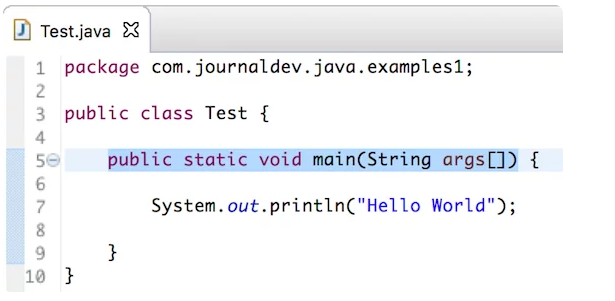 Test.java
1 package com.journaldev.java.examples1;
2
3 public class Test {
4
5 public static void main(String args[]) {
6
7 System.out.println("Hello World");
8
9 }
10 }